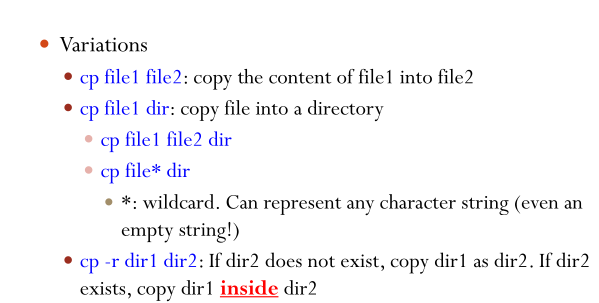 Variations
cp file1 file2: copy the content of file1 into file2
cp file1 dir: copy file into a directory
cp file1 file2 dir
cp file* dir
*: wildcard. Can represent any character string (even an
empty string!)
cp -r dir1 dir2: If dir2 does not exist, copy dir1 as dir2. If dir2
exists, copy dir1 inside dir2